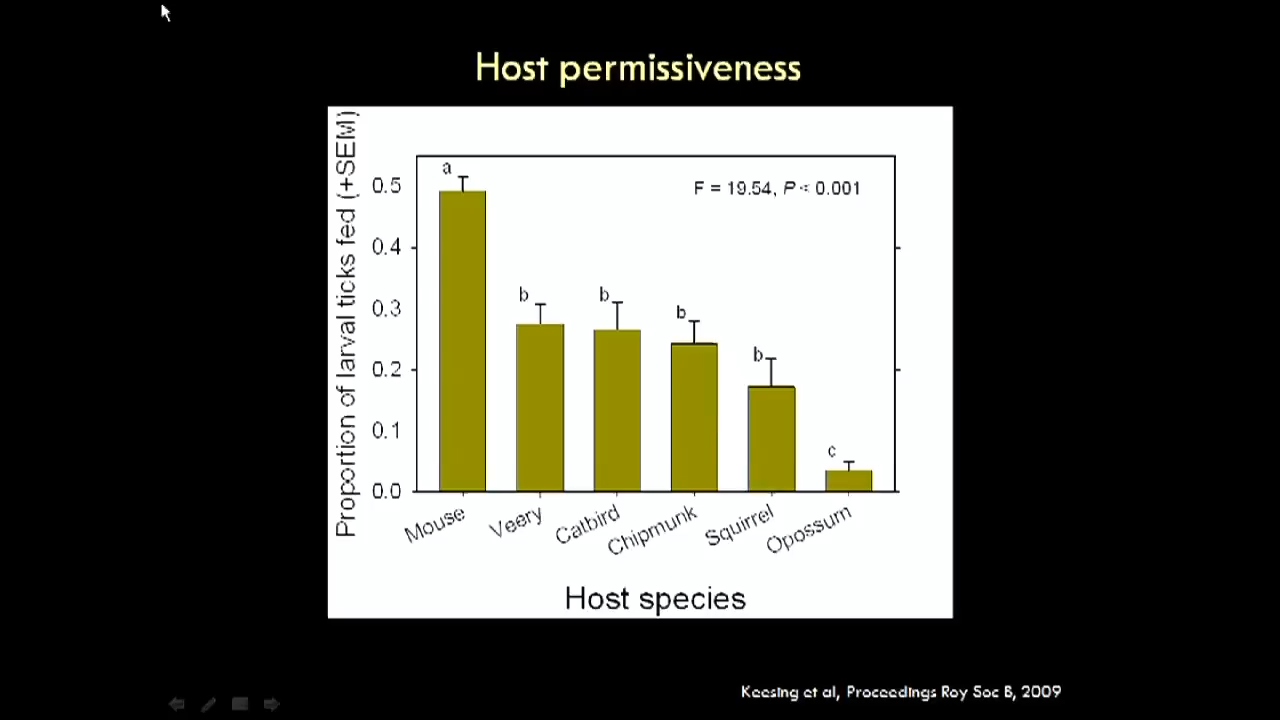 Host permissiveness
Proportion of larval ticks fed (+SEM)
0.5
0.4
0.3
0.2
0.1
0.0
a
b
b
b
b
c
F = 19.54, P < 0.001
Mouse
Veery
Catbird
Chipmunk
Squirrel
Opossum
Host species
Keesing et al, Proceedings Roy Soc B, 2009